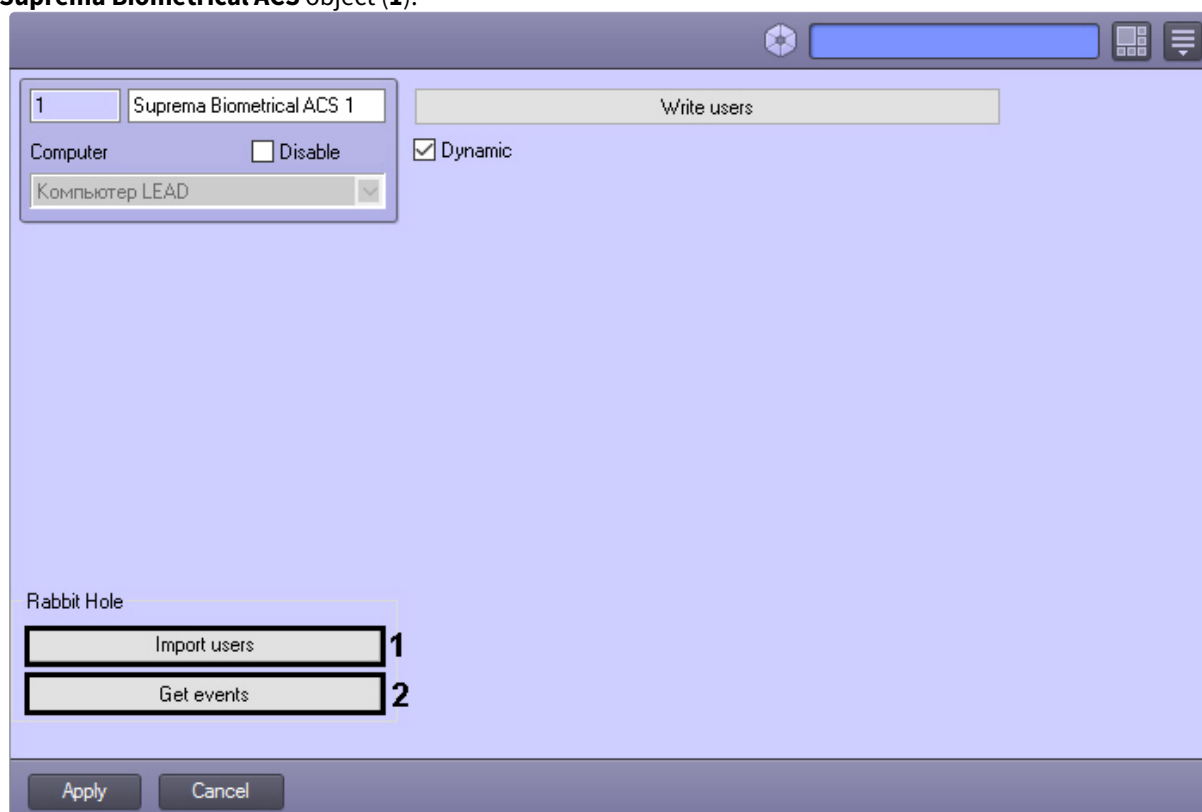 Suprema Biometrical ACS object (1).
1
Suprema Biometrical ACS 1
Write users
Computer
Disable
Dynamic
Компьютер LEAD
Rabbit Hole
Import users
1
Get events
2
Apply
Cancel